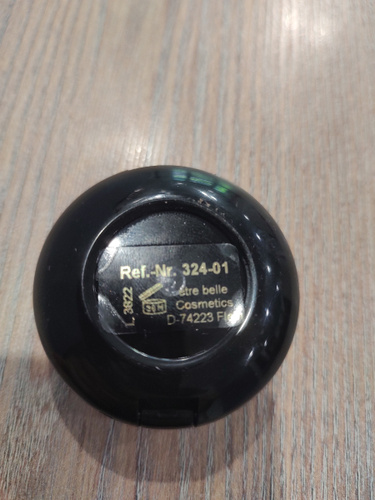 Ref.-Nr. 324-01
belle
Cosmetics
D-74223
L 3822